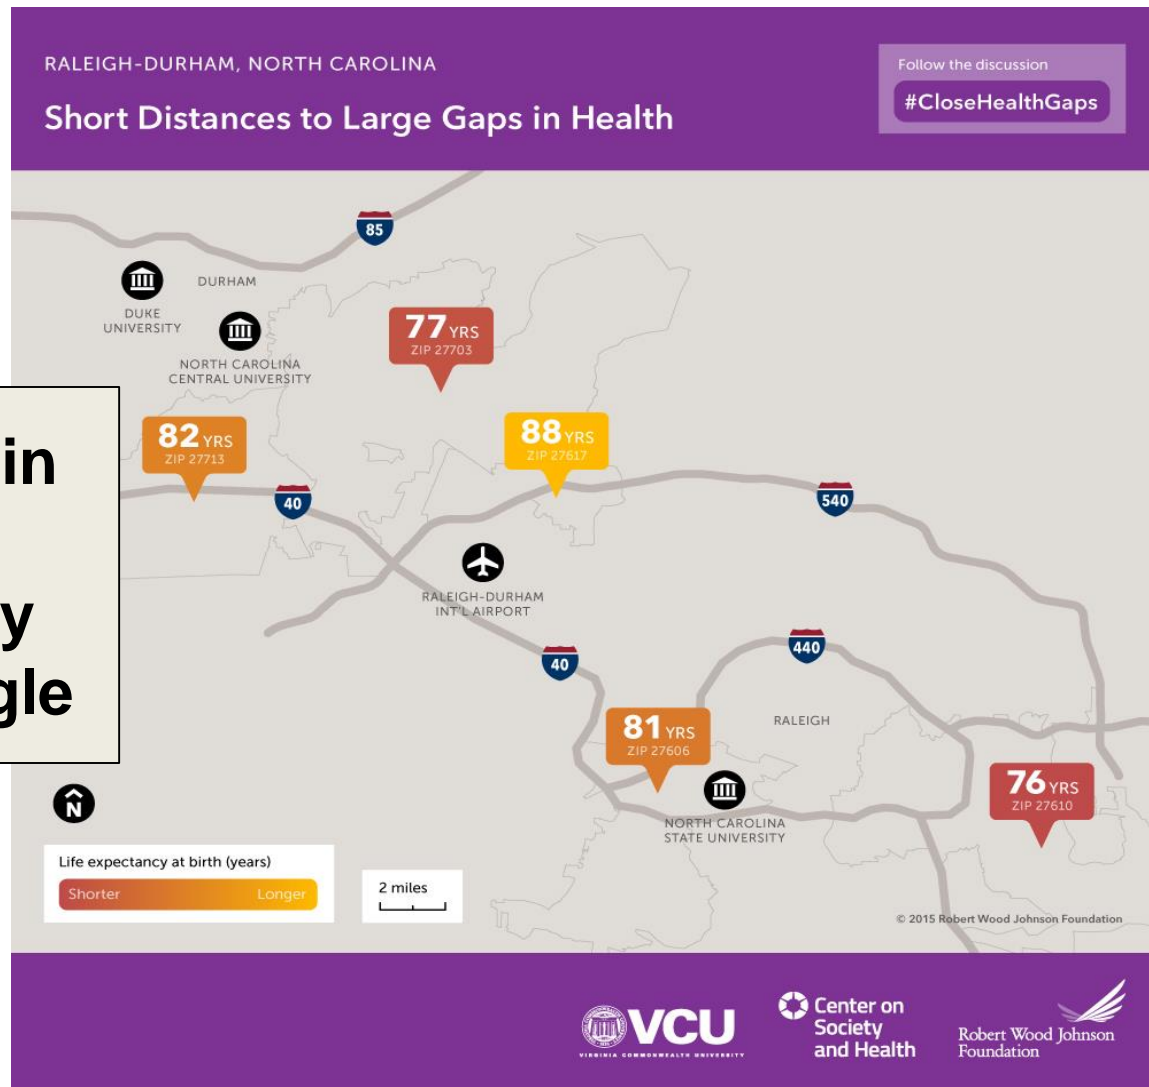 RALEIGH-DURHAM, NORTH CAROLINA
Short Distances to Large Gaps in Health
Follow the discussion
#CloseHealthGaps
85
DURHAM
DUKE
UNIVERSITY
NORTH CAROLINA
CENTRAL UNIVERSITY
77 YRS
ZIP 27703
in
82 YRS
ZIP 27713
88 YRS
ZIP 27617
40
540
RALEIGH-DURHAM
INT'L AIRPORT
y
gle
40
440
81 YRS
ZIP 27606
RALEIGH
NORTH CAROLINA
STATE UNIVERSITY
76 YRS
ZIP 27610
N
Life expectancy at birth (years)
Shorter Longer
2 miles
© 2015 Robert Wood Johnson Foundation
VCU
VIRGINIA COMMONWEALTH UNIVERSITY
Center on
Society
and Health
Robert Wood Johnson
Foundation